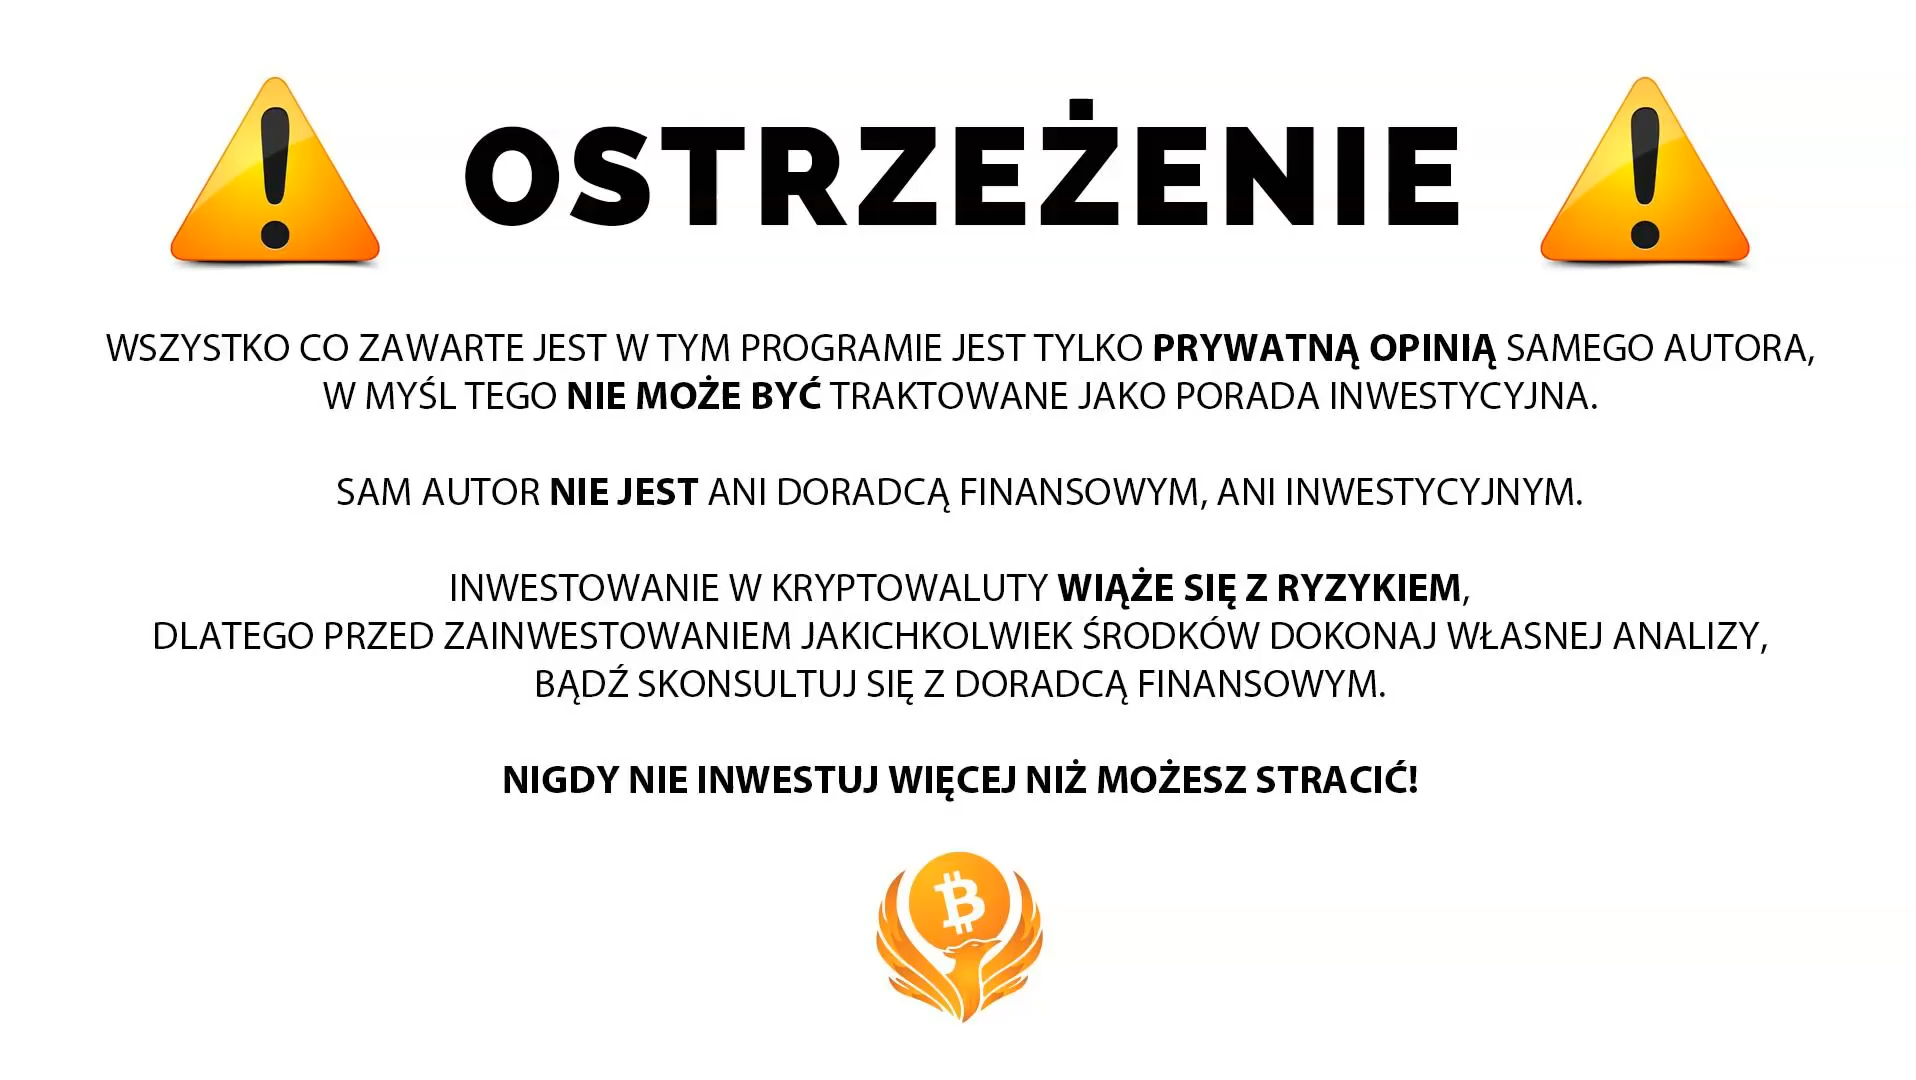 OSTRZEŻENIE
WSZYSTKO CO ZAWARTE JEST W TYM PROGRAMIE JEST TYLKO PRYWATNĄ OPINIĄ SAMEGO AUTORA,
W MYŚL TEGO NIE MOŻE BYĆ TRAKTOWANE JAKO PORADA INWESTYCYJNA.
SAM AUTOR NIE JEST ANI DORADCĄ FINANSOWYM, ANI INWESTYCYJNYM.
INWESTOWANIE W KRYPTOWALUTY WIĄŻE SIĘ Z RYZYKIEM,
DLATEGO PRZED ZAINWESTOWANIEM JAKICHKOLWIEK ŚRODKÓW DOKONAJ WŁASNEJ ANALIZY,
BĄDŹ SKONSULTUJ SIĘ Z DORADCĄ FINANSOWYM.
NIGDY NIE INWESTUJ WIĘCEJ NIŻ MOŻESZ STRACIĆ!